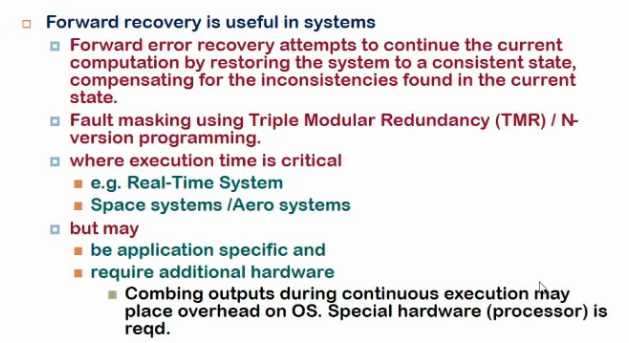 Forward recovery is useful in systems
Forward error recovery attempts to continue the current
computation by restoring the system to a consistent state,
compensating for the inconsistencies found in the current
state.
Fault masking using Triple Modular Redundancy (TMR) / N-
version programming.
where execution time is critical
e.g. Real-Time System
Space systems /Aero systems
but may
be application specific and
require additional hardware
Combing outputs during continuous execution may
place overhead on OS. Special hardware (processor) is
reqd.